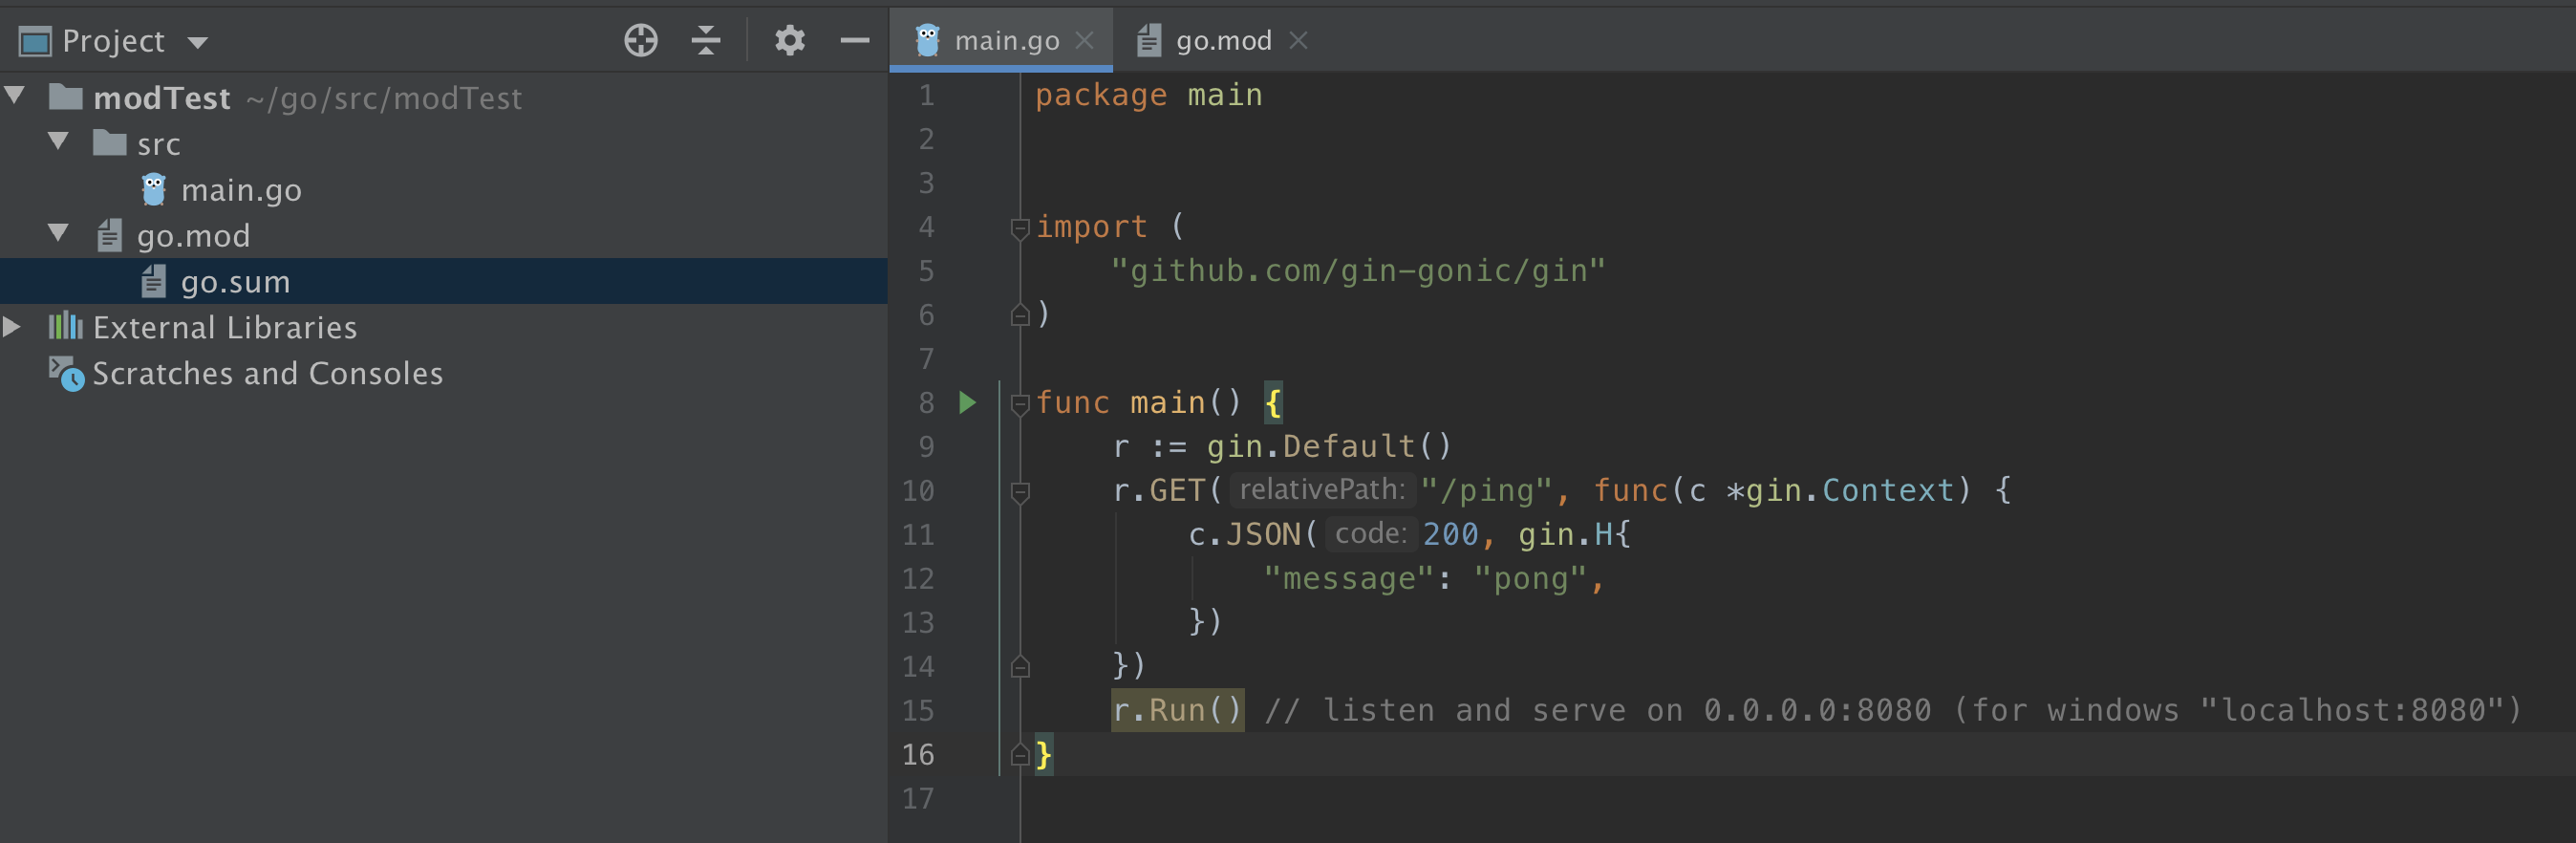 Project
modTest ~/go/src/modTest
src
main.go
go.mod
go.sum
External Libraries
Scratches and Consoles
main.go
go.mod
1 package main
2
3
4 import (
5 "github.com/gin-gonic/gin"
6 )
7
8 func main() {
9 r := gin.Default()
10 r.GET( relativePath: "/ping", func(c *gin.Context) {
11 c.JSON( code: 200, gin.H{
12 "message": "pong",
13 })
14 })
15 r.Run() // listen and serve on 0.0.0.0:8080 (for windows "localhost:8080")
16 }
17